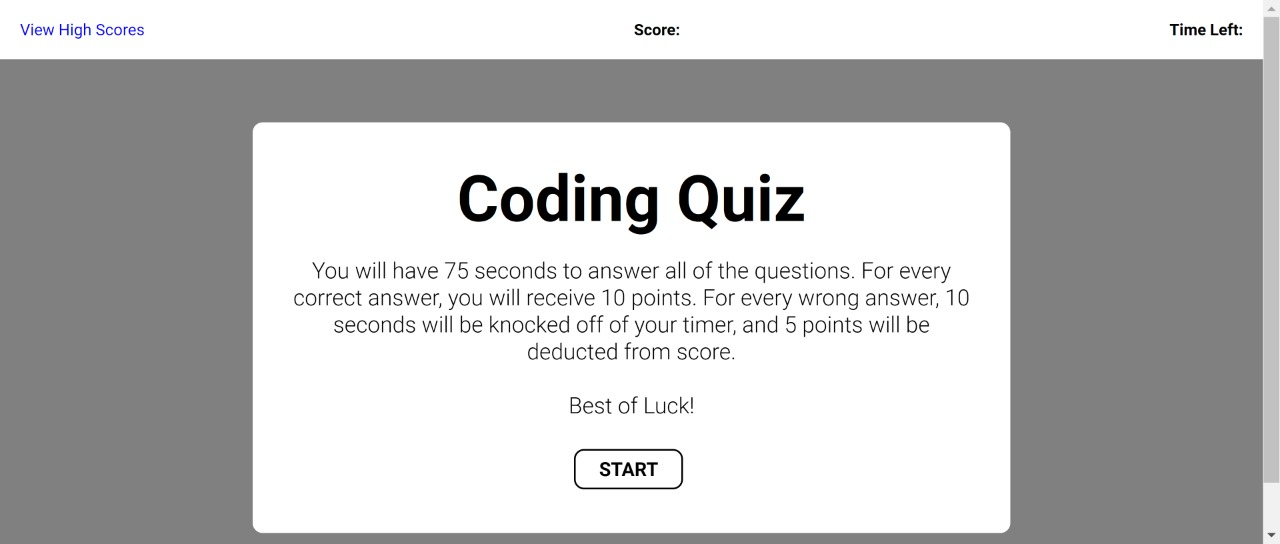 View High Scores
Score:
Time Left:
Coding Quiz
You will have 75 seconds to answer all of the questions. For every
correct answer, you will receive 10 points. For every wrong answer, 10
seconds will be knocked off of your timer, and 5 points will be
deducted from score.
Best of Luck!
START